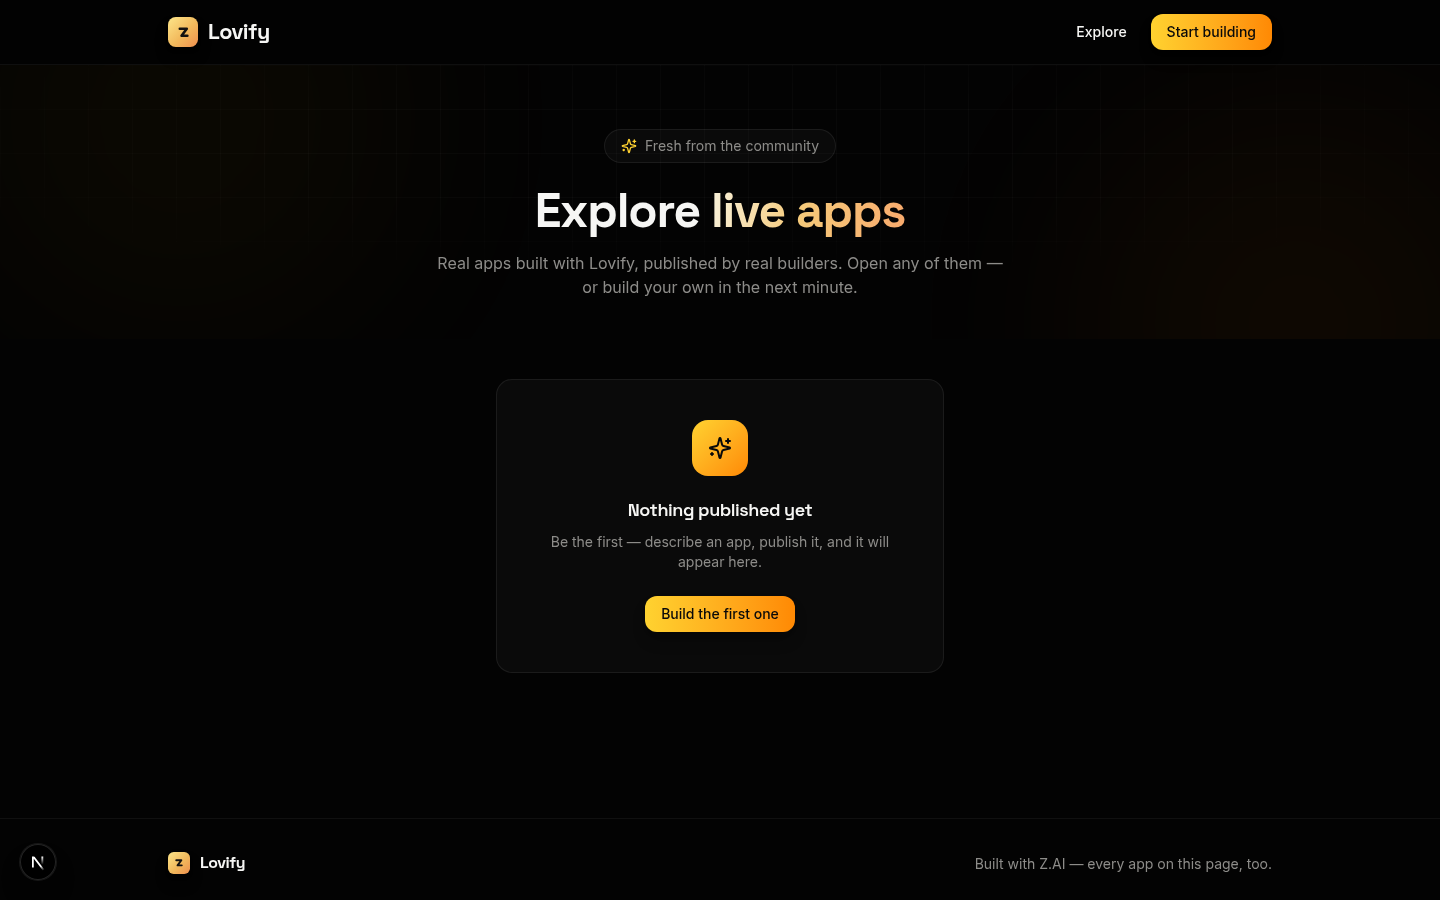 Z Lovify
Explore
Start building
Fresh from the community
Explore live apps
Real apps built with Lovify, published by real builders. Open any of them —
or build your own in the next minute.
Nothing published yet
Be the first — describe an app, publish it, and it will
appear here.
Build the first one
N
Z Lovify
Built with Z.AI — every app on this page, too.